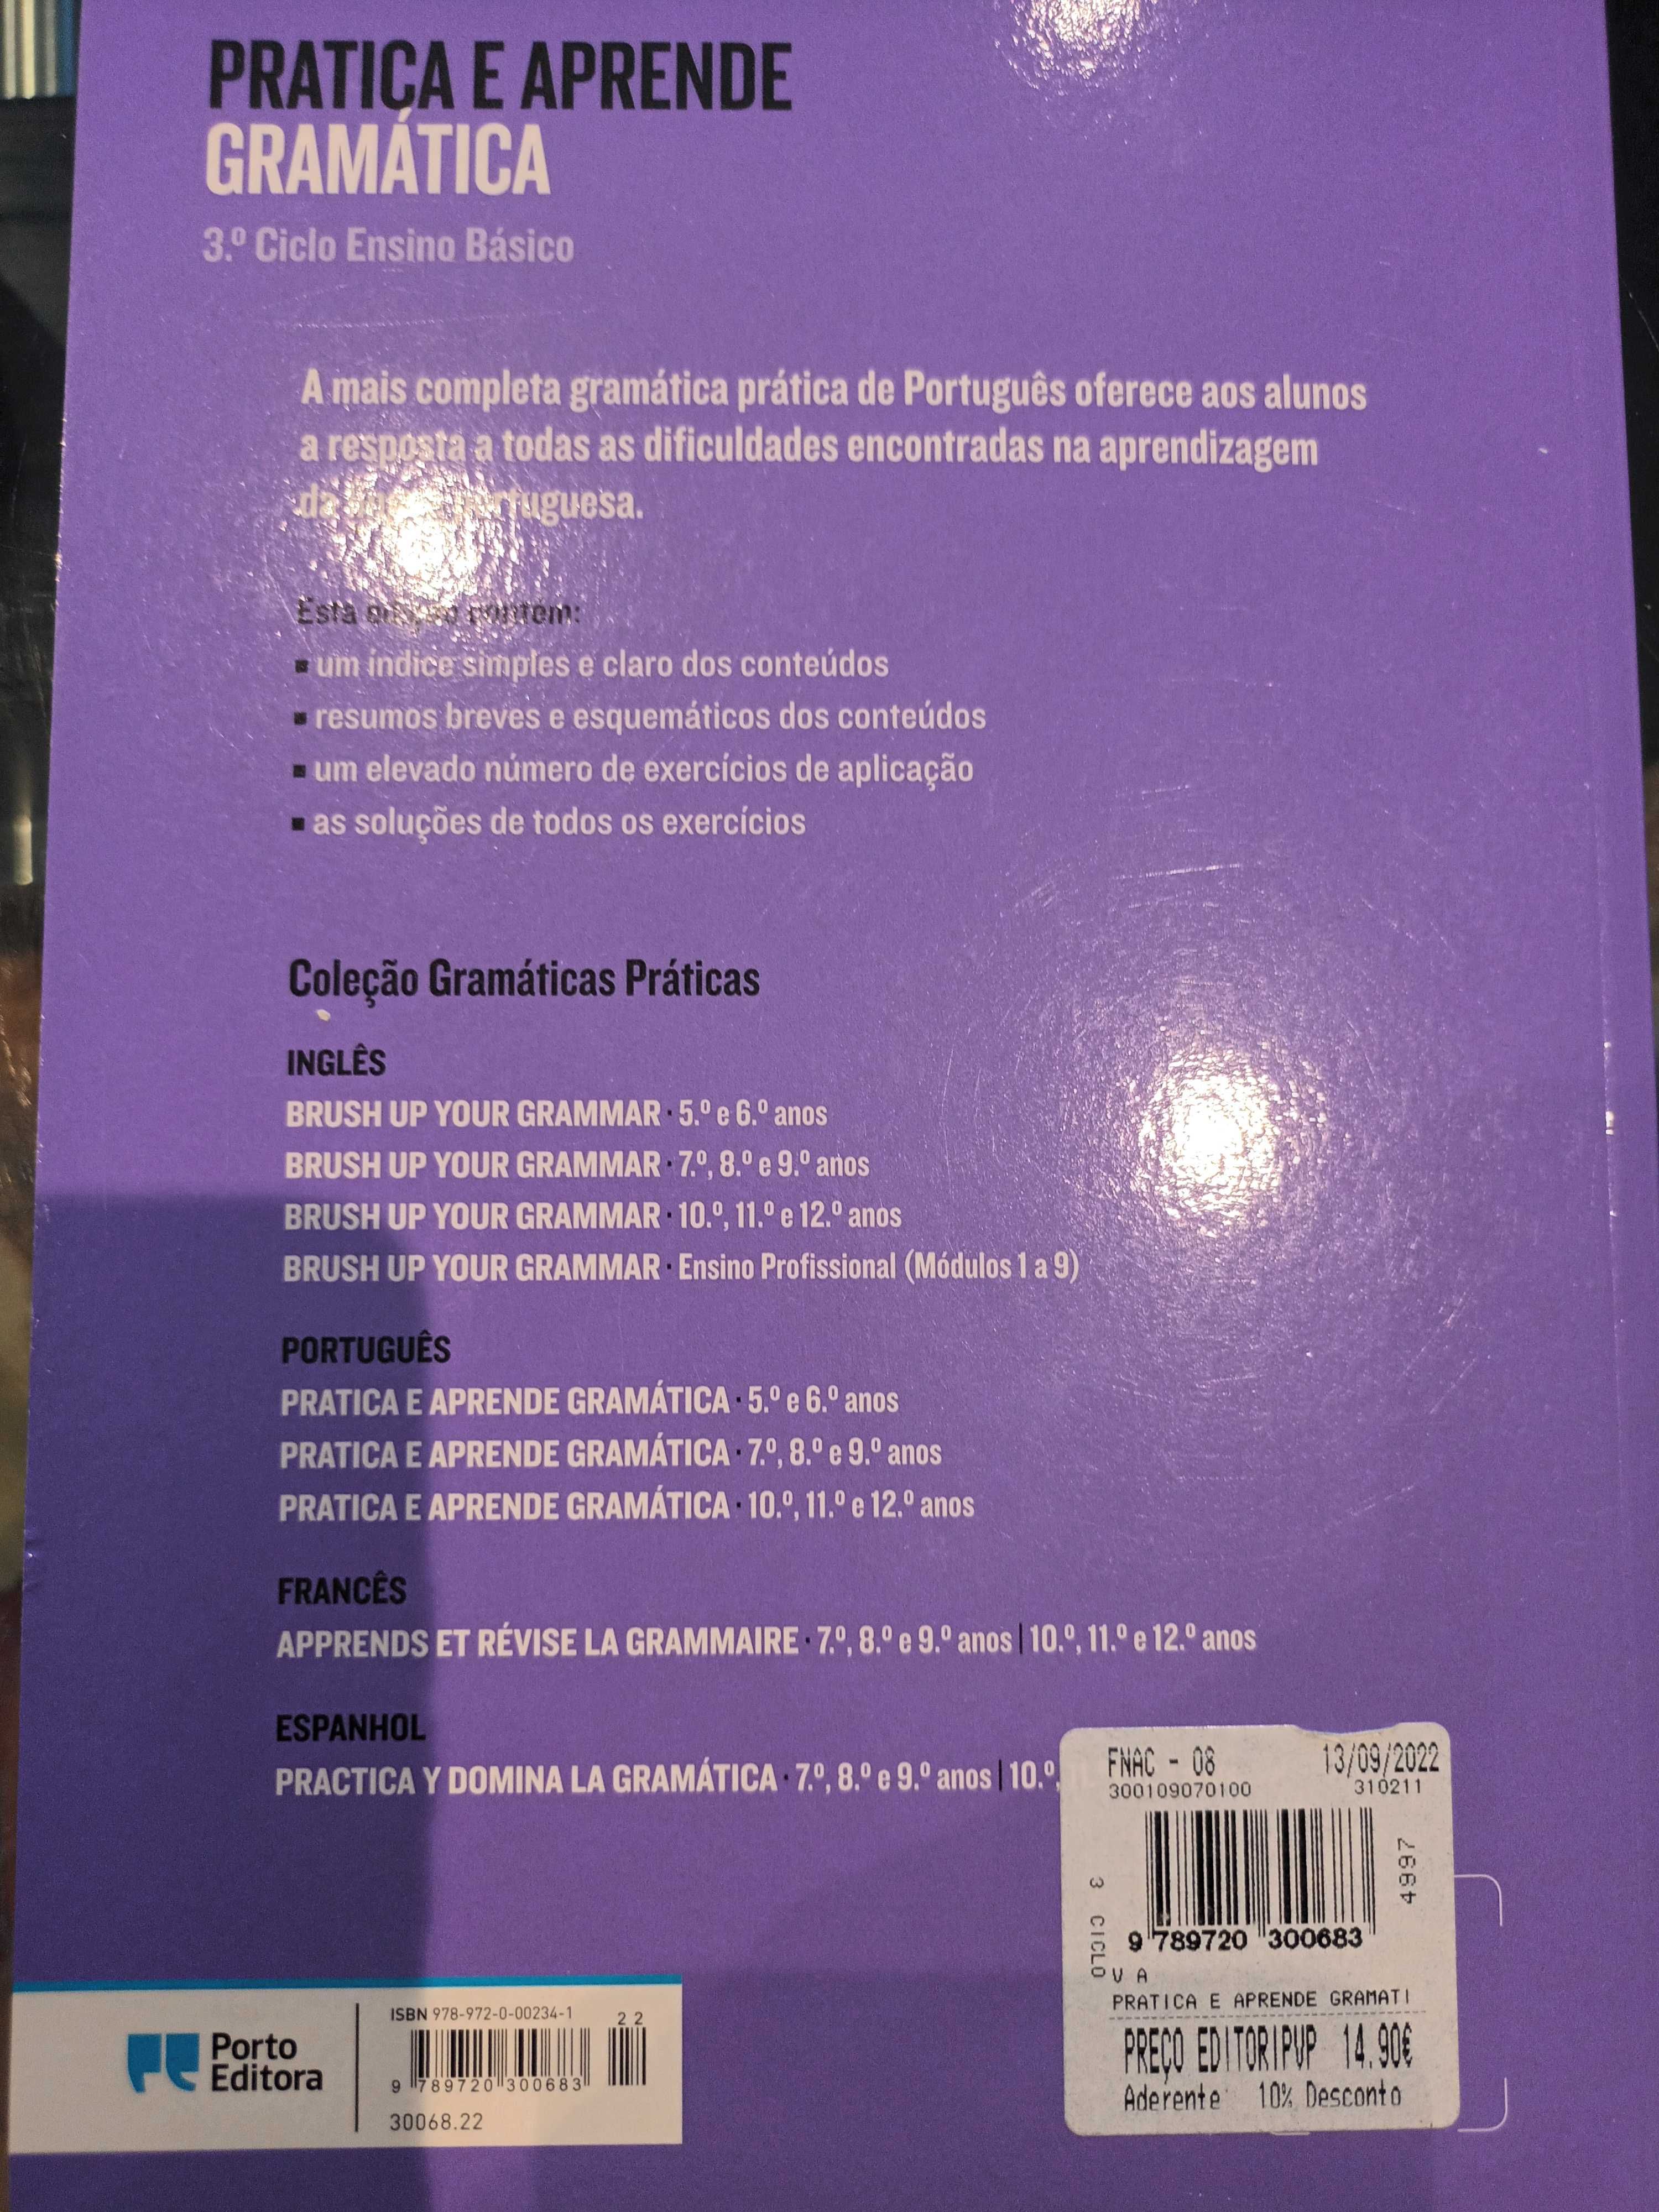 PRATICA E APRENDE
GRAMÁTICA
3.º Ciclo Ensino Básico
A mais completa gramática prática de Português oferece aos alunos
a resposta a todas as dificuldades encontradas na aprendizagem
da língua portuguesa.
Esta edição contém:
▪ um índice simples e claro dos conteúdos
▪ resumos breves e esquemáticos dos conteúdos
▪ um elevado número de exercícios de aplicação
▪ as soluções de todos os exercícios
Coleção Gramáticas Práticas
INGLÊS
BRUSH UP YOUR GRAMMAR · 5.º e 6.º anos
BRUSH UP YOUR GRAMMAR · 7.º, 8.º e 9.º anos
BRUSH UP YOUR GRAMMAR · 10.º, 11.º e 12.º anos
BRUSH UP YOUR GRAMMAR · Ensino Profissional (Módulos 1 a 9)
PORTUGUÊS
PRATICA E APRENDE GRAMÁTICA · 5.º e 6.º anos
PRATICA E APRENDE GRAMÁTICA · 7.º, 8.º e 9.º anos
PRATICA E APRENDE GRAMÁTICA · 10.º, 11.º e 12.º anos
FRANCÊS
APPRENDS ET RÉVISE LA GRAMMAIRE · 7.º, 8.º e 9.º anos | 10.º, 11.º e 12.º anos
ESPANHOL
PRACTICA Y DOMINA LA GRAMÁTICA · 7.º, 8.º e 9.º anos | 10.º,
FNAC - 08 13/09/2022
300109070100 310211
4997
3 CICLO
9 789720 300683
V A
PRATICA E APRENDE GRAMATI
PREÇO EDITOR|PVP 14.90€
Aderente 10% Desconto
Porto
Editora
ISBN 978-972-0-00234-1
22
9 789720 300683
30068.22